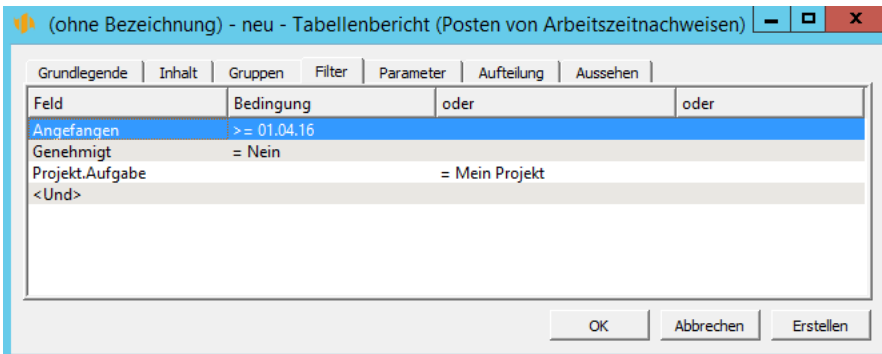 (ohne Bezeichnung) - neu - Tabellenbericht (Posten von Arbeitszeitnachweisen)
Grundlegende Inhalt Gruppen Filter Parameter Aufteilung Aussehen
Feld Bedingung oder oder
Angefangen >= 01.04.16
Genehmigt = Nein
Projekt.Aufgabe = Mein Projekt
<Und>
OK Abbrechen Erstellen